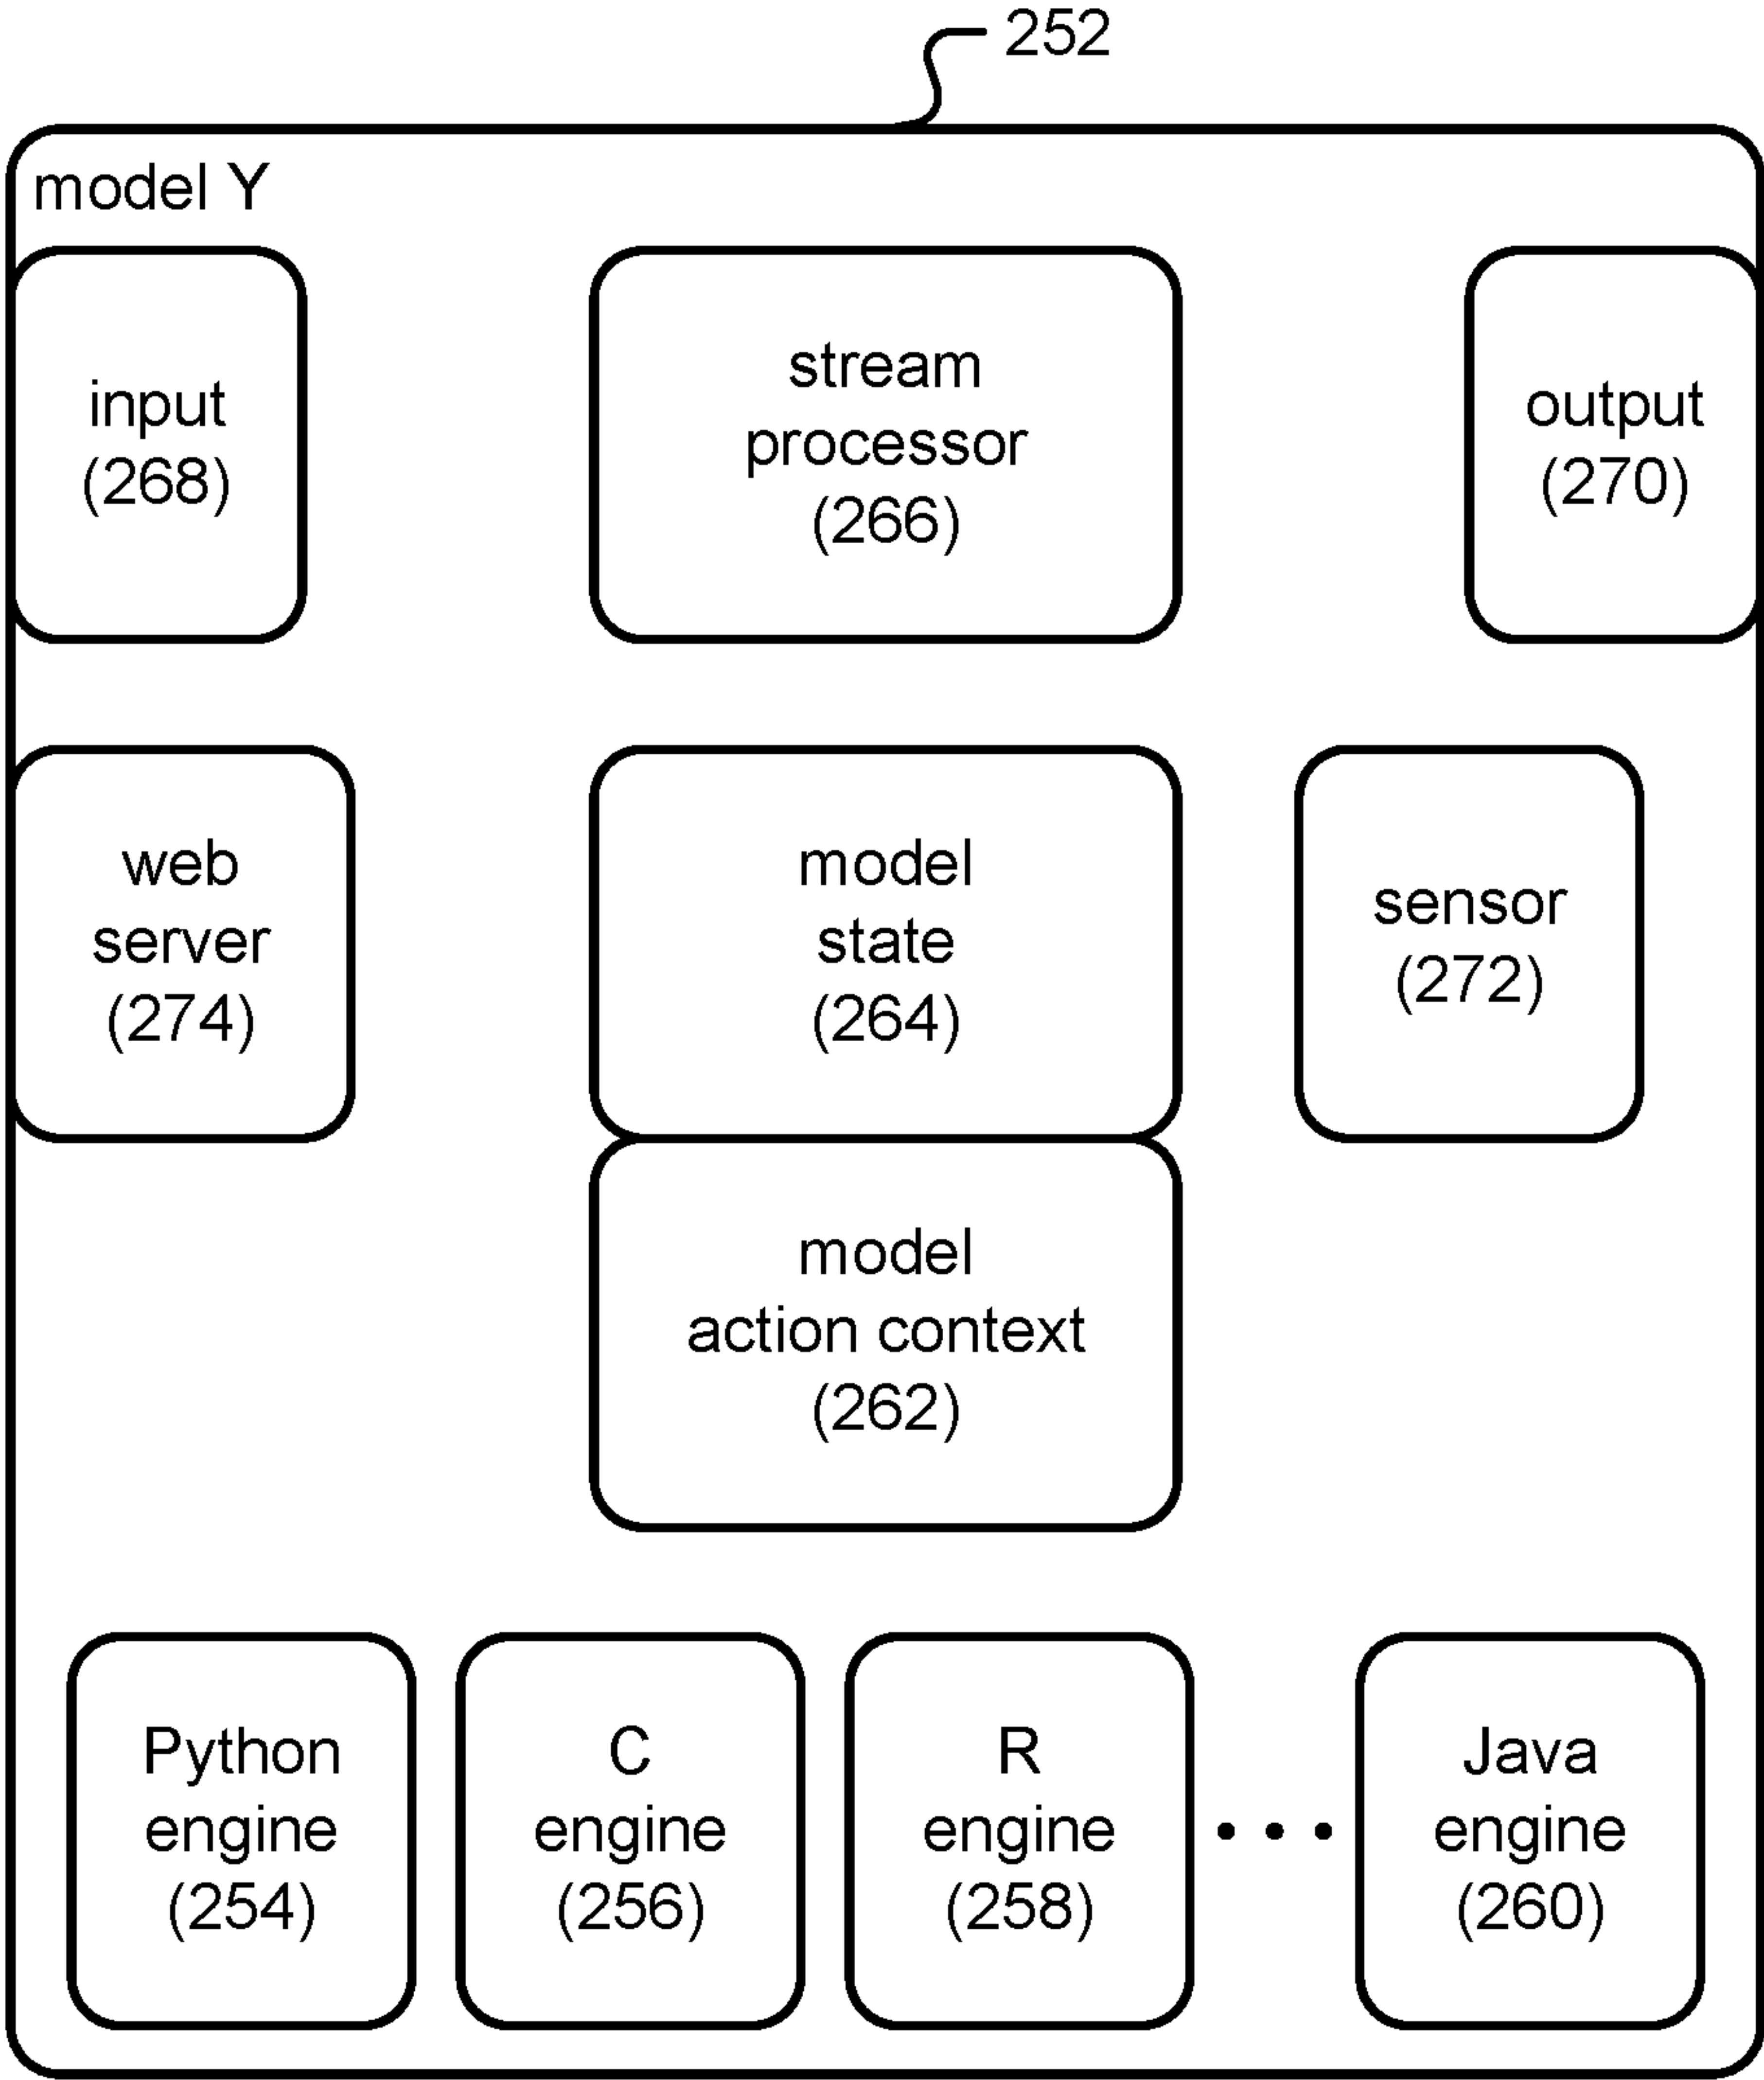 252
model Y
input
(268)
stream
processor
(266)
output
(270)
web
server
(274)
model
state
(264)
sensor
(272)
model
action context
(262)
Python
engine
(254)
C
engine
(256)
R
engine
(258)
• • •
Java
engine
(260)